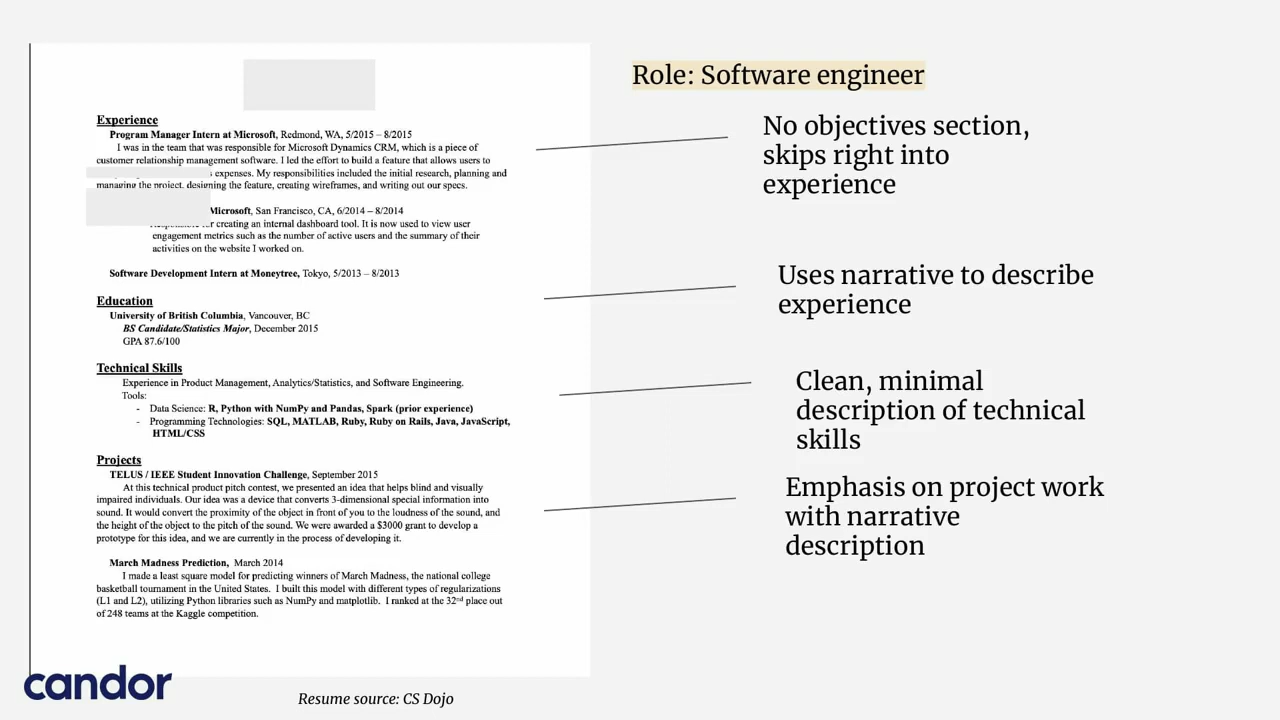 Role: Software engineer
Experience
Program Manager Intern at Microsoft, Redmond, WA, 5/2015 – 8/2015
I was in the team that was responsible for Microsoft Dynamics CRM, which is a piece of
customer relationship management software. I led the effort to build a feature that allows users to
expenses. My responsibilities included the initial research, planning and
managing the project, designing the feature, creating wireframes, and writing out our specs.
Microsoft, San Francisco, CA, 6/2014 – 8/2014
for creating an internal dashboard tool. It is now used to view user
engagement metrics such as the number of active users and the summary of their
activities on the website I worked on.
Software Development Intern at Moneytree, Tokyo, 5/2013 – 8/2013
Education
University of British Columbia, Vancouver, BC
BS Candidate/Statistics Major, December 2015
GPA 87.6/100
Technical Skills
Experience in Product Management, Analytics/Statistics, and Software Engineering.
Tools:
- Data Science: R, Python with NumPy and Pandas, Spark (prior experience)
- Programming Technologies: SQL, MATLAB, Ruby, Ruby on Rails, Java, JavaScript,
HTML/CSS
Projects
TELUS / IEEE Student Innovation Challenge, September 2015
At this technical product pitch contest, we presented an idea that helps blind and visually
impaired individuals. Our idea was a device that converts 3-dimensional special information into
sound. It would convert the proximity of the object in front of you to the loudness of the sound, and
the height of the object to the pitch of the sound. We were awarded a $3000 grant to develop a
prototype for this idea, and we are currently in the process of developing it.
March Madness Prediction, March 2014
I made a least square model for predicting winners of March Madness, the national college
basketball tournament in the United States. I built this model with different types of regularizations
(L1 and L2), utilizing Python libraries such as NumPy and matplotlib. I ranked at the 32nd place out
of 248 teams at the Kaggle competition.
No objectives section,
skips right into
experience
Uses narrative to describe
experience
Clean, minimal
description of technical
skills
Emphasis on project work
with narrative
description
candor
Resume source: CS Dojo